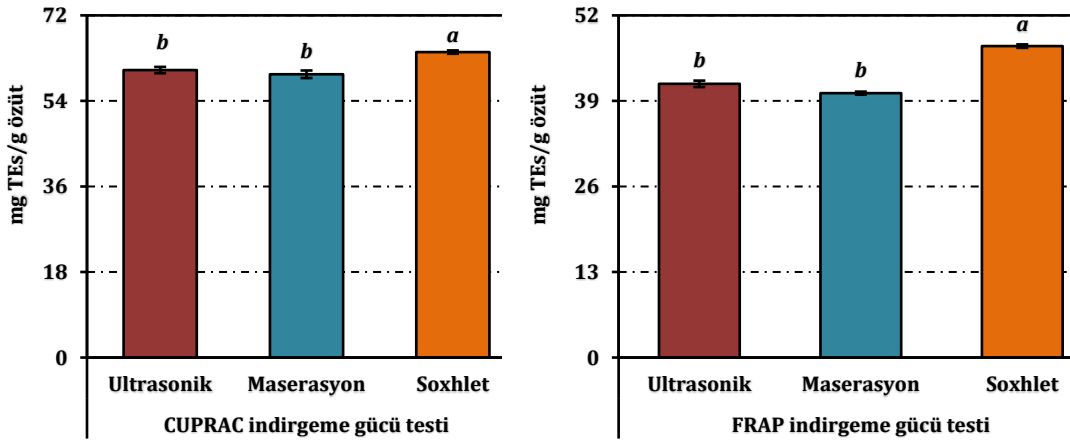 mg TEs/g özüt
72
54
36
18
0
b
b
a
Ultrasonik
Maserasyon
Soxhlet
CUPRAC indirgeme gücü testi
mg TEs/g özüt
52
39
26
13
0
b
b
a
Ultrasonik
Maserasyon
Soxhlet
FRAP indirgeme gücü testi